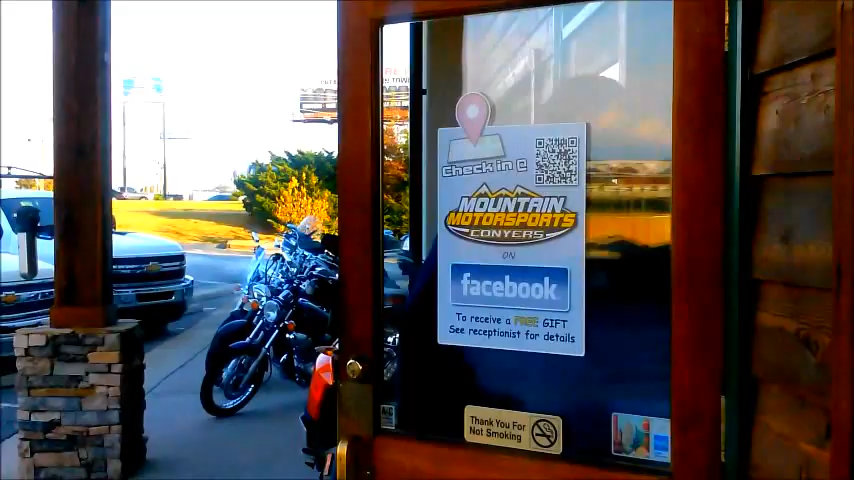 Check in @
MOUNTAIN
MOTORSPORTS
CONYERS
ON
facebook
To receive a FREE GIFT
See receptionist for details
Thank You For
Not Smoking